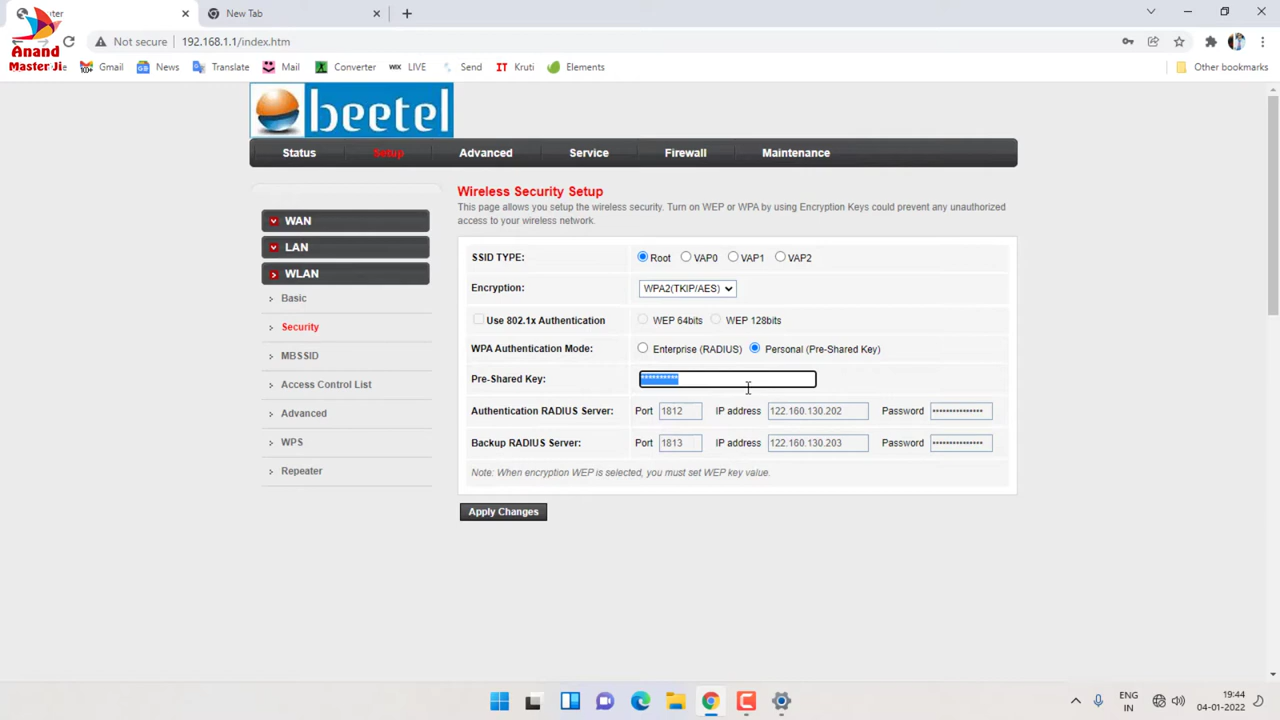 uter
New Tab
Not secure
192.168.1.1/index.htm
Anand
Master Ji
Gmail
News
Translate
Mail
Converter
WIX LIVE
Send
IT Kruti
Elements
Other bookmarks
beetel
Status
Setup
Advanced
Service
Firewall
Maintenance
WAN
LAN
WLAN
Basic
Security
MBSSID
Access Control List
Advanced
WPS
Repeater
Wireless Security Setup
This page allows you setup the wireless security. Turn on WEP or WPA by using Encryption Keys could prevent any unauthorized
access to your wireless network.
SSID TYPE: Root VAP0 VAP1 VAP2
Encryption: WPA2(TKIP/AES)
Use 802.1x Authentication WEP 64bits WEP 128bits
WPA Authentication Mode: Enterprise (RADIUS) Personal (Pre-Shared Key)
Pre-Shared Key: **********
Authentication RADIUS Server: Port 1812 IP address 122.160.130.202 Password •••••••••••••••
Backup RADIUS Server: Port 1813 IP address 122.160.130.203 Password •••••••••••••••
Note: When encryption WEP is selected, you must set WEP key value.
Apply Changes
ENG
IN
19:44
04-01-2022